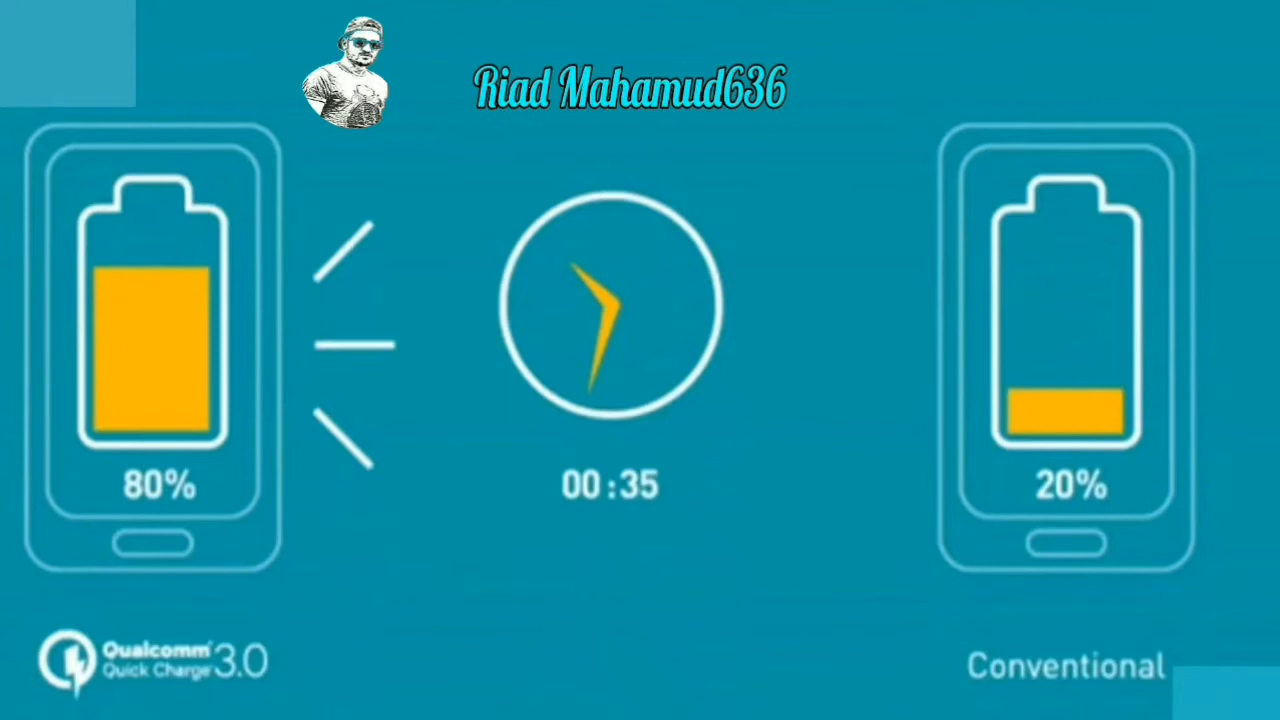 Riad Mahamud636
80%
00:35
20%
Qualcomm
Quick Charge 3.0
Conventional